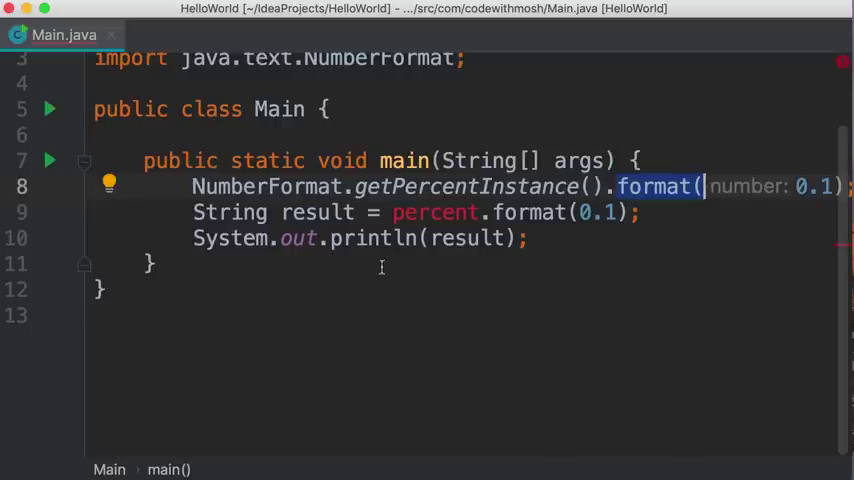 HelloWorld [~/IdeaProjects/HelloWorld] - .../src/com/codewithmosh/Main.java [HelloWorld]
Main.java
3 import java.text.NumberFormat;
4
5 public class Main {
6
7 public static void main(String[] args) {
8 NumberFormat.getPercentInstance().format( number: 0.1);
9 String result = percent.format(0.1);
10 System.out.println(result);
11 }
12 }
13
Main › main()